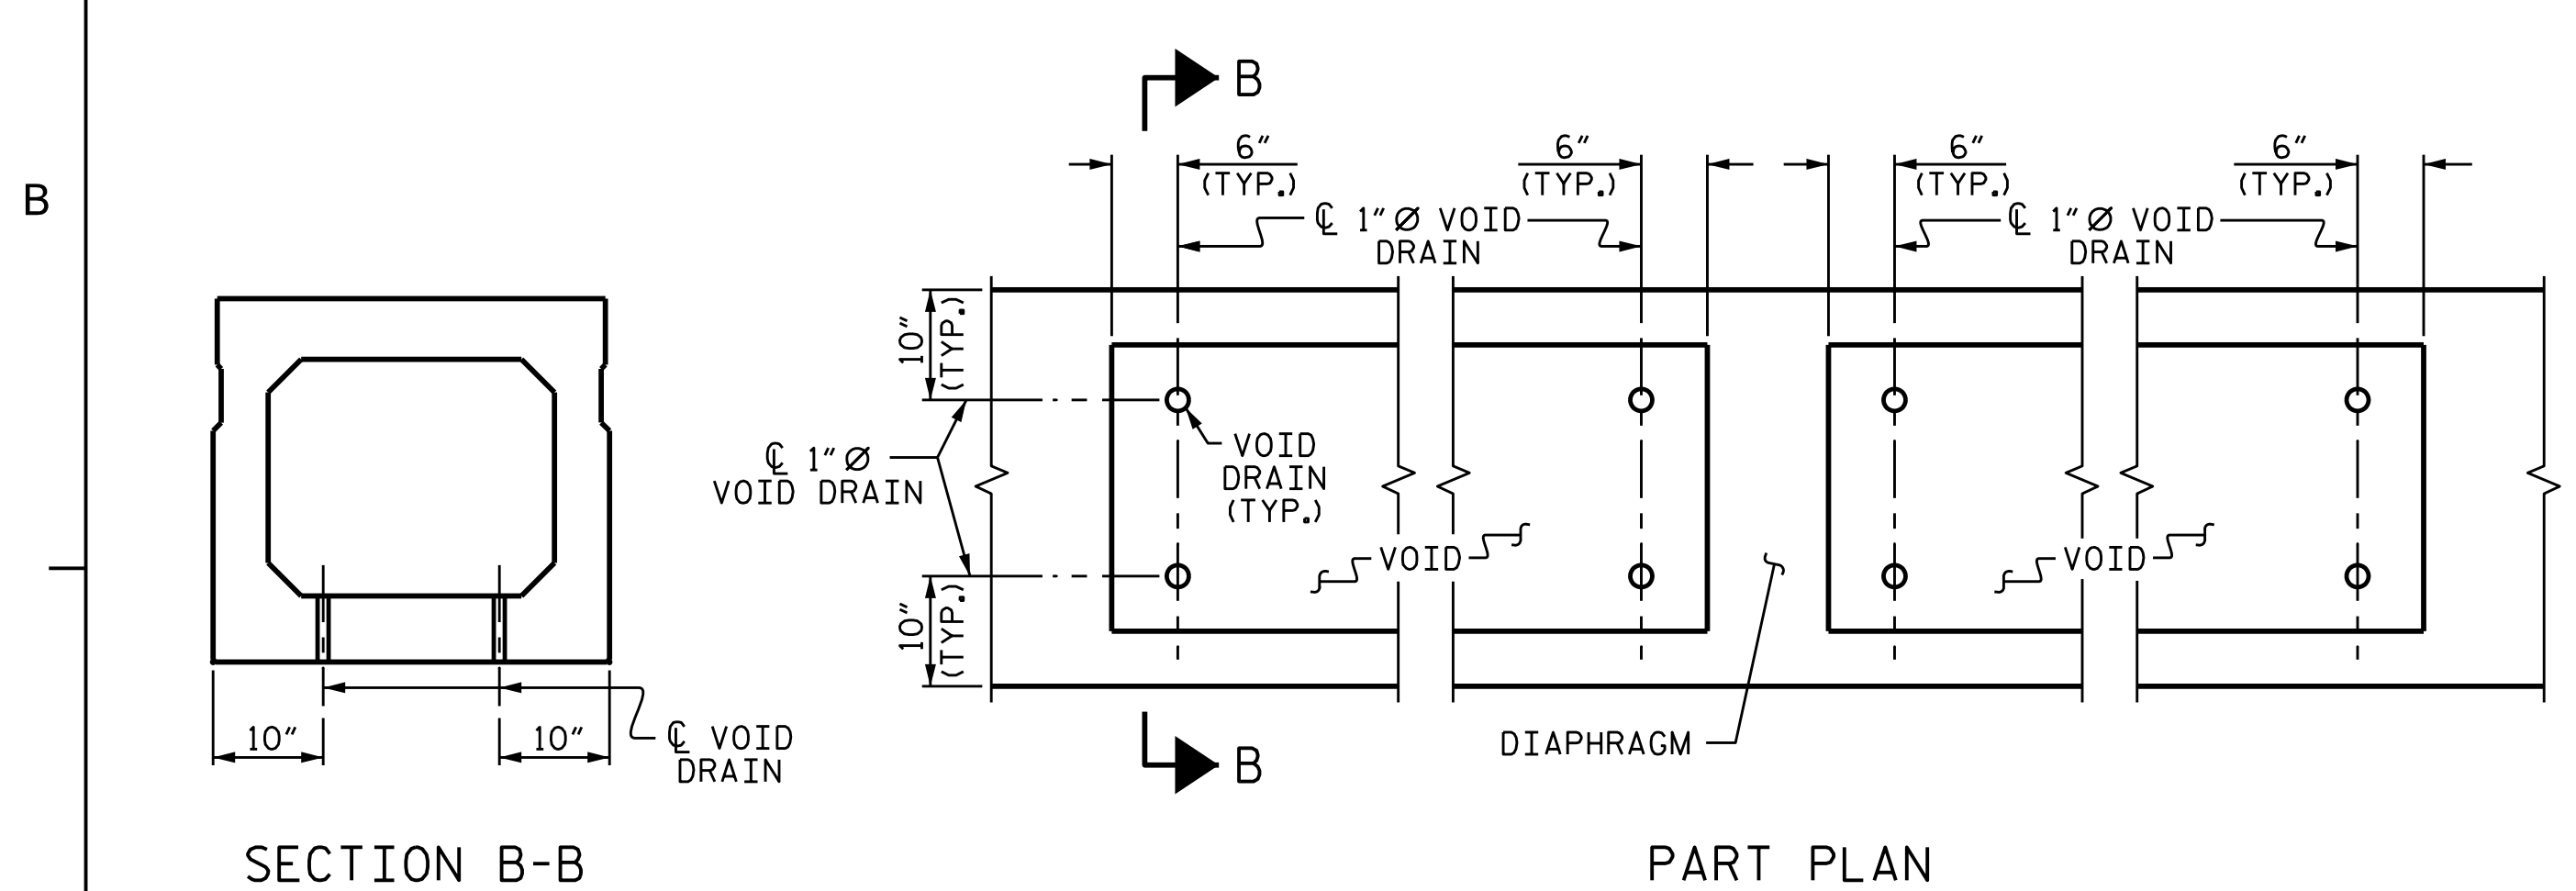 B
B
6" 6" 6" 6"
(TYP.) (TYP.) (TYP.) (TYP.)
℄ 1"Ø VOID
DRAIN
℄ 1"Ø VOID
DRAIN
10"
(TYP.)
℄ 1"Ø
VOID DRAIN
VOID
DRAIN
(TYP.)
VOID
VOID
10"
(TYP.)
10" 10"
℄ VOID
DRAIN
DIAPHRAGM
B
SECTION B-B
PART PLAN